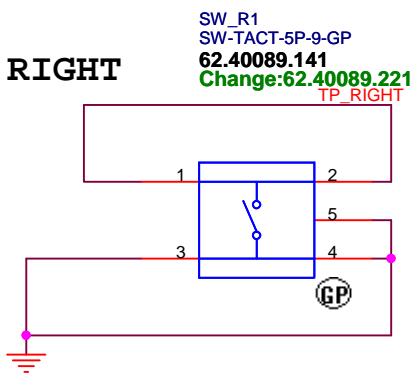 SW_R1
SW-TACT-5P-9-GP
RIGHT
62.40089.141
Change:62.40089.221
TP_RIGHT
1
2
5
3
4
GP